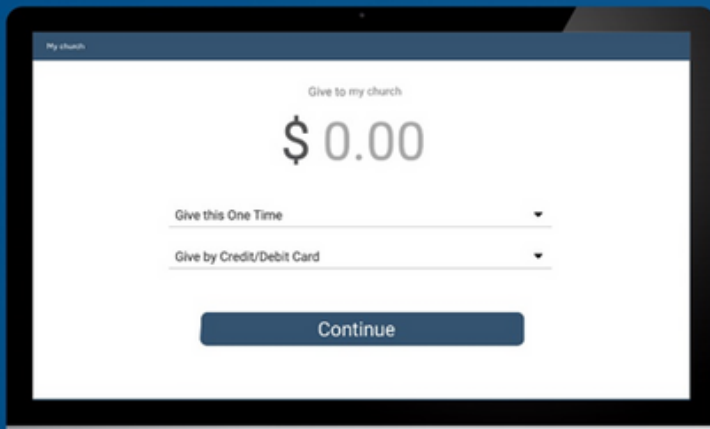 My church
Give to my church
$ 0.00
Give this One Time
Give by Credit/Debit Card
Continue